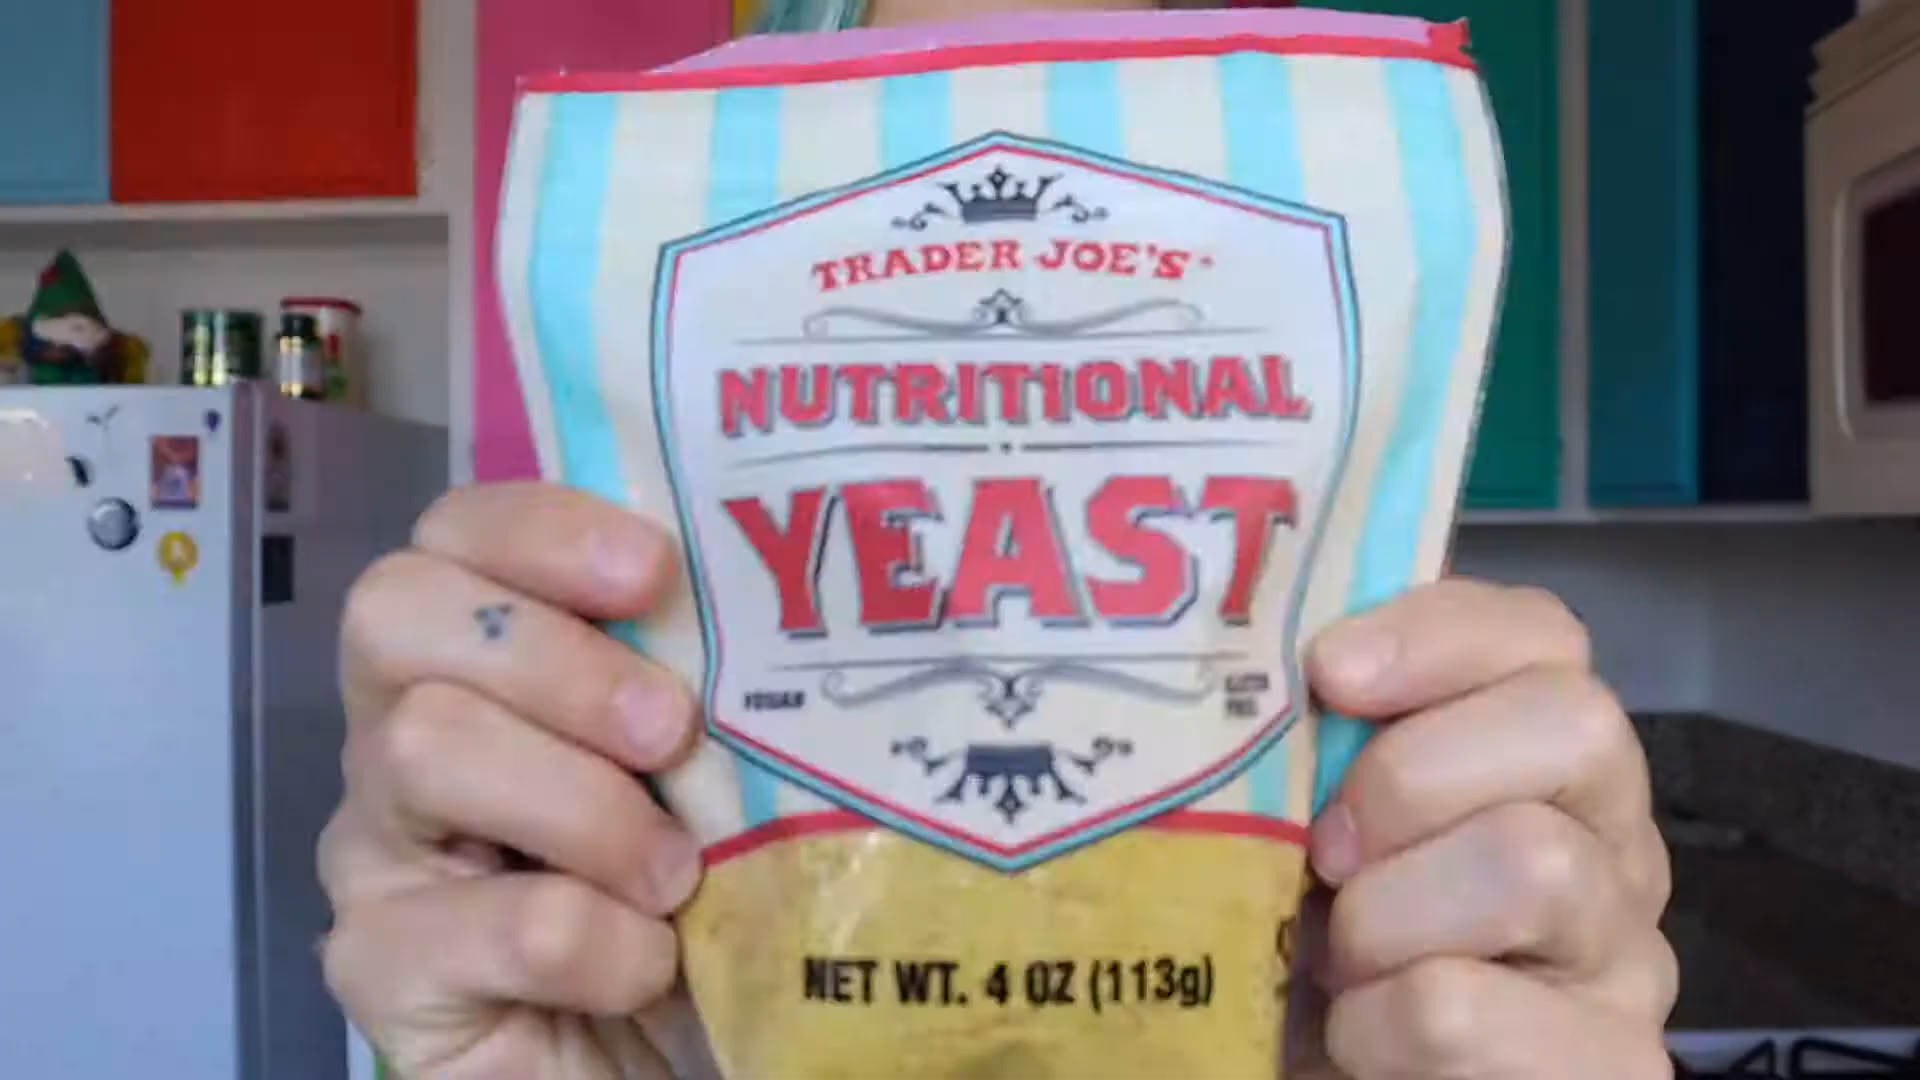 TRADER JOE'S
NUTRITIONAL
YEAST
VEGAN
NET WT. 4 OZ (113g)